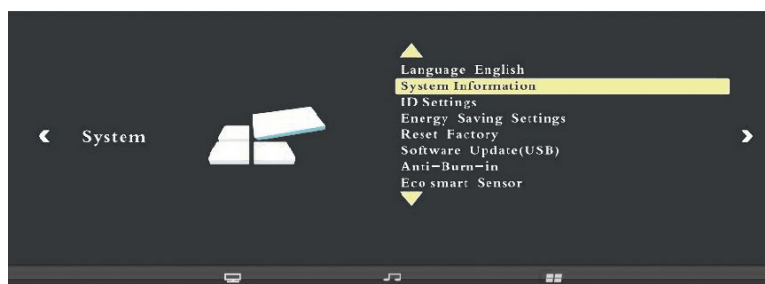 System
Language English
System Information
ID Settings
Energy Saving Settings
Reset Factory
Software Update(USB)
Anti-Burn-in
Eco smart Sensor